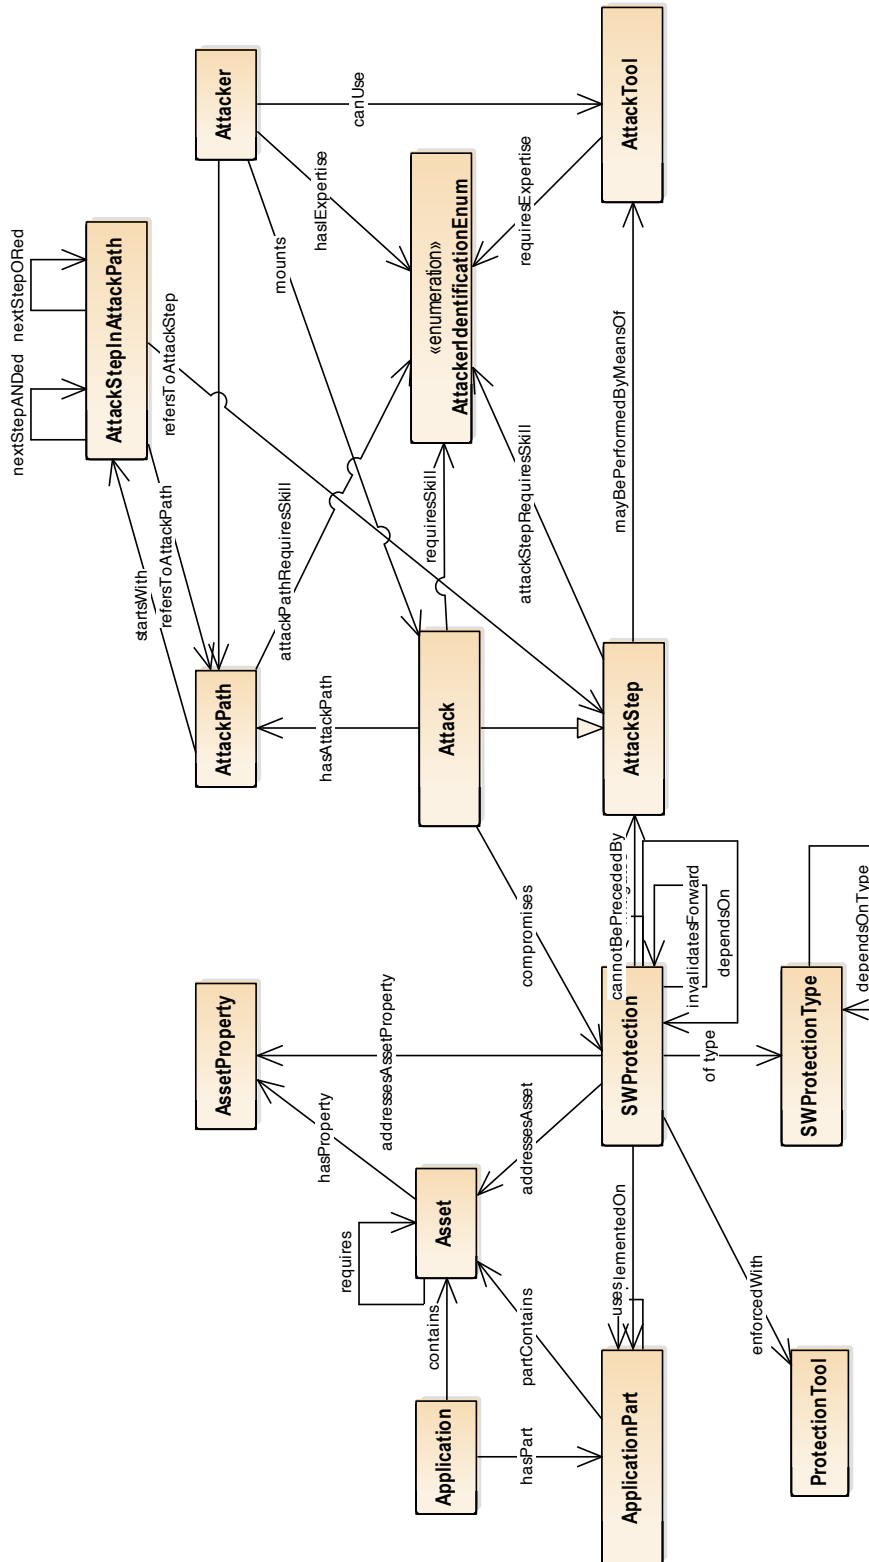 Attacker
AttackTool
canUse
«enumeration»
AttackerIdentificationEnum
hasIExpertise
requiresExpertise
mounts
AttackStepInAttackPath
nextStepORed
nextStepANDed
refersToAttackStep
refersToAttackPath
startsWith
AttackPath
attackPathRequiresSkill
requiresSkill
attackStepRequiresSkill
mayBePerformedByMeansOf
hasAttackPath
Attack
AttackStep
compromises
cannotBePrecededBy
invalidatesForward
dependsOn
AssetProperty
addressesAssetProperty
hasProperty
addressesAsset
SWProtection
of type
SWProtectionType
dependsOnType
Asset
requires
contains
partContains
uses
lementedOn
enforcedWith
Application
hasPart
ApplicationPart
ProtectionTool